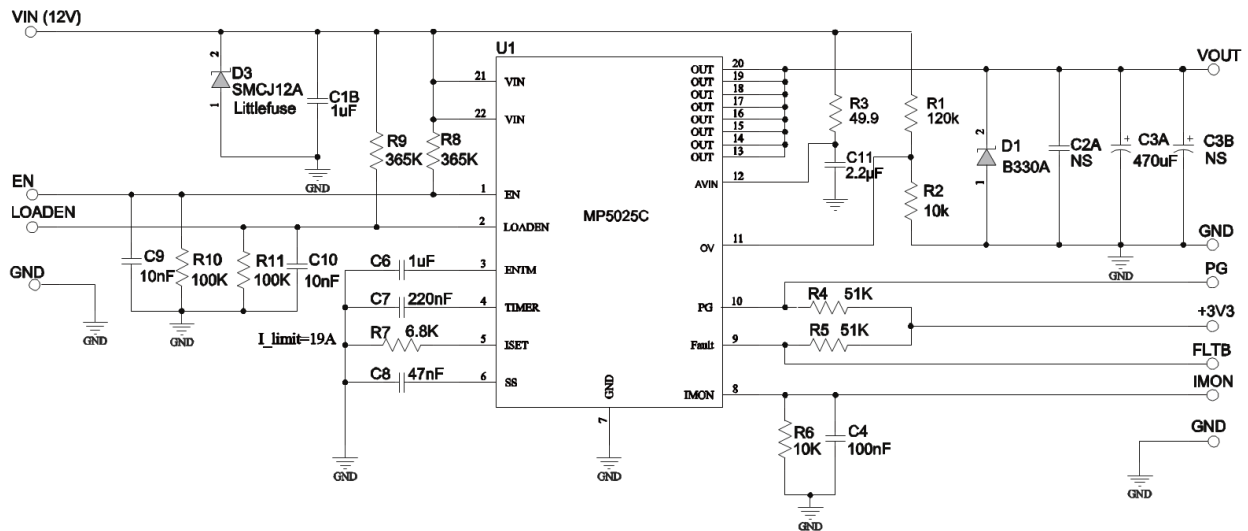 VIN (12V)
U1
2
D3
SMCJ12A
Littelfuse
1
C1B
1uF
GND
R9
365K
R8
365K
21
VIN
22
VIN
EN
1
EN
LOADEN
2
LOADEN
C9
10nF
R10
100K
R11
100K
C10
10nF
GND
GND
GND
C6
1uF
3
ENTM
C7
220nF
4
TIMER
I_limit=19A
R7
6.8K
5
ISET
C8
47nF
6
SS
GND
MP5025C
GND
7
GND
OUT
20
OUT
19
OUT
18
OUT
17
OUT
16
OUT
15
OUT
14
OUT
13
AVIN
12
OV
11
PG
10
Fault
9
IMON
8
R3
49.9
C11
2.2µF
GND
R1
120k
R2
10k
2
D1
B330A
1
C2A
NS
C3A
470uF
+
C3B
NS
+
VOUT
GND
GND
PG
R4
51K
R5
51K
+3V3
FLTB
IMON
R6
10K
C4
100nF
GND
GND
GND